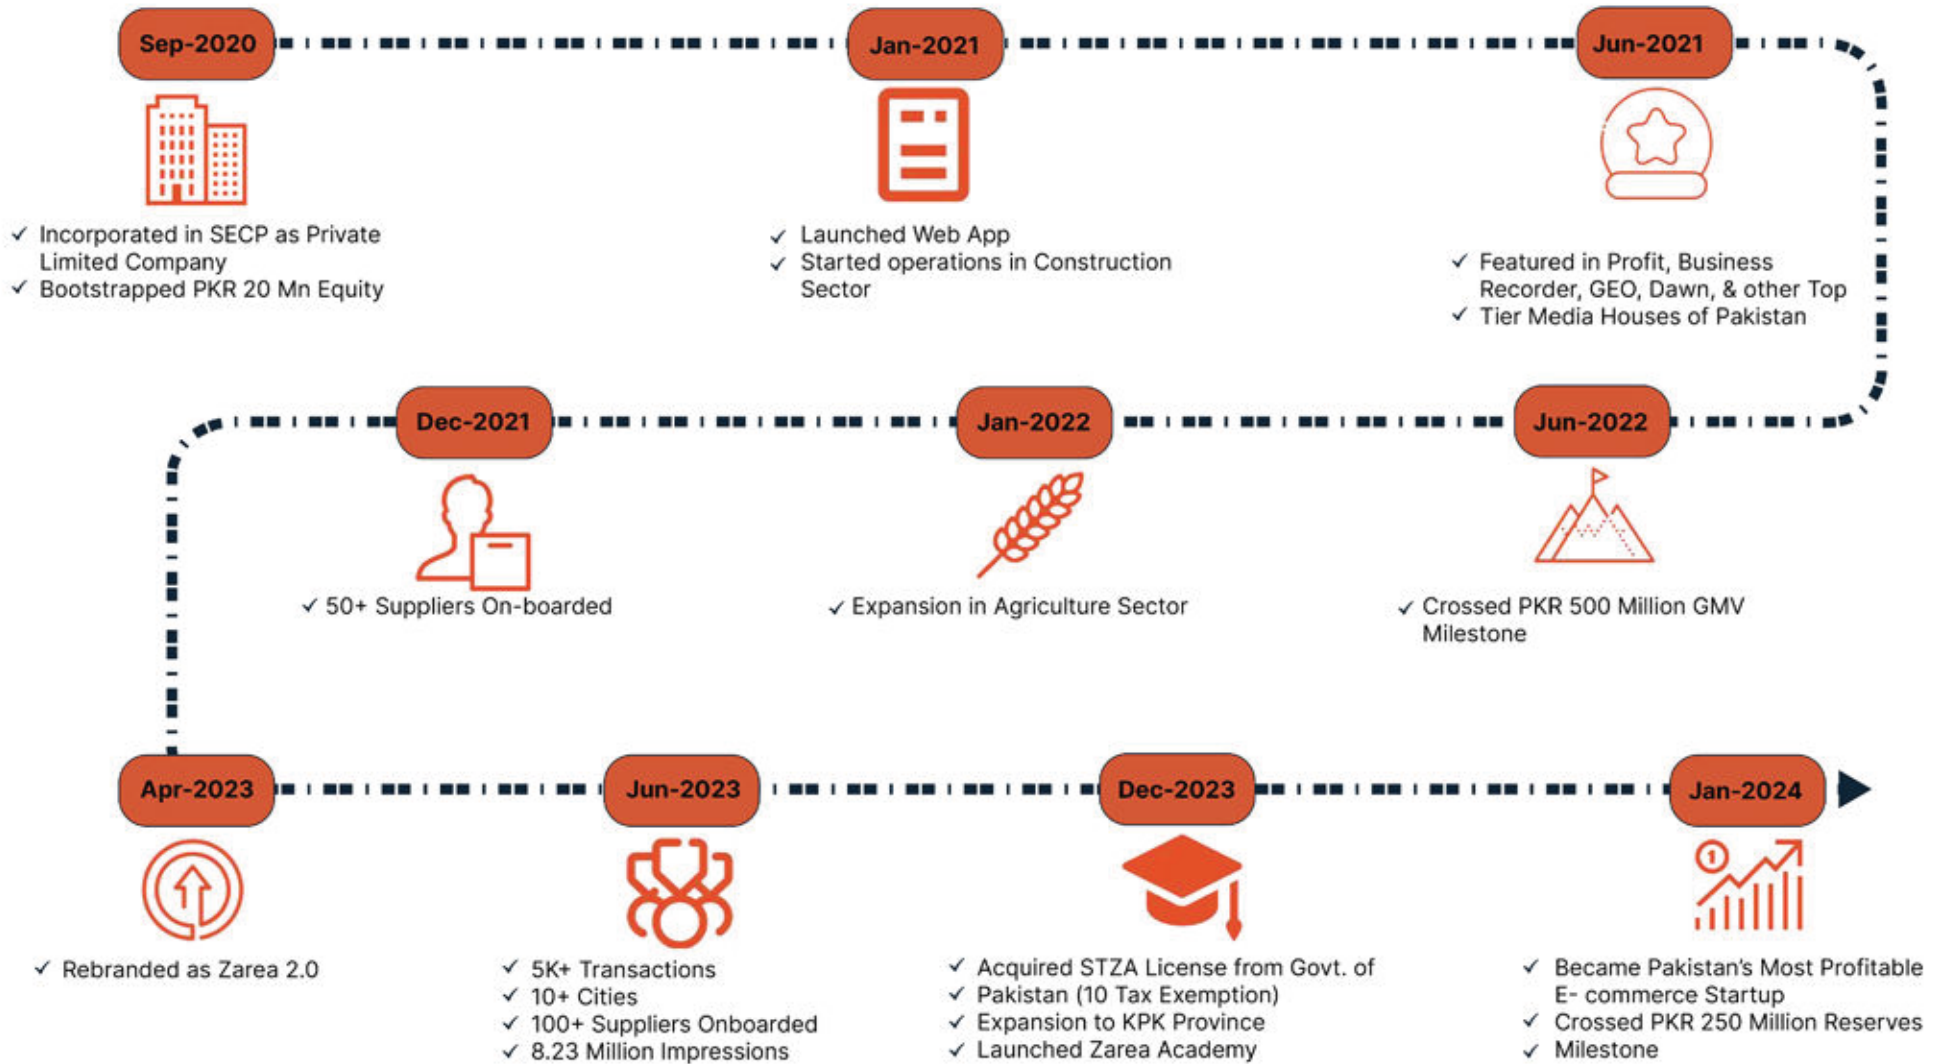 Sep-2020
Jan-2021
Jun-2021
✓ Incorporated in SECP as Private
Limited Company
✓ Bootstrapped PKR 20 Mn Equity
✓ Launched Web App
✓ Started operations in Construction
Sector
✓ Featured in Profit, Business
Recorder, GEO, Dawn, & other Top
✓ Tier Media Houses of Pakistan
Dec-2021
Jan-2022
Jun-2022
✓ 50+ Suppliers On-boarded
✓ Expansion in Agriculture Sector
✓ Crossed PKR 500 Million GMV
Milestone
Apr-2023
Jun-2023
Dec-2023
Jan-2024
1
✓ Rebranded as Zarea 2.0
✓ 5K+ Transactions
✓ 10+ Cities
✓ 100+ Suppliers Onboarded
✓ 8.23 Million Impressions
✓ Acquired STZA License from Govt. of
✓ Pakistan (10 Tax Exemption)
✓ Expansion to KPK Province
✓ Launched Zarea Academy
✓ Became Pakistan's Most Profitable
E- commerce Startup
✓ Crossed PKR 250 Million Reserves
✓ Milestone